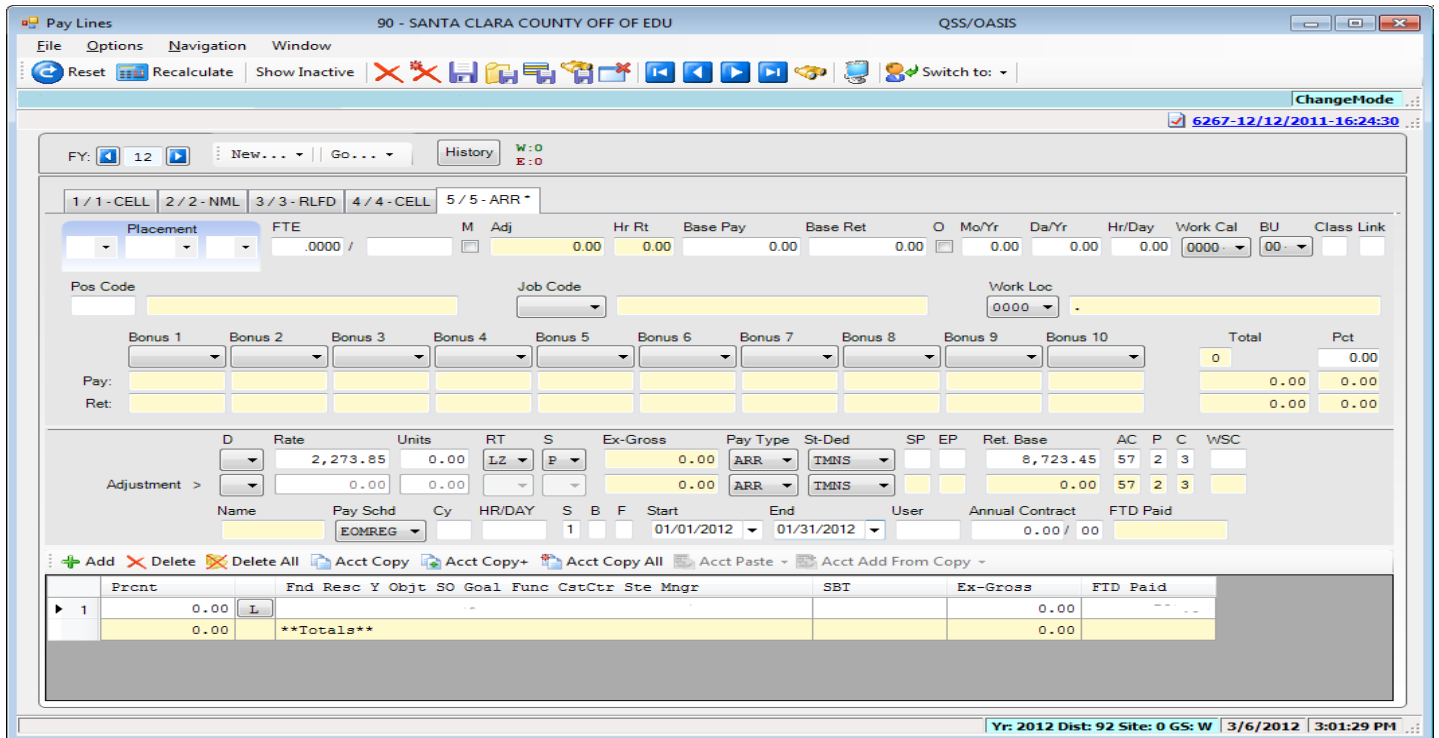 Pay Lines 90 - SANTA CLARA COUNTY OFF OF EDU QSS/OASIS
File Options Navigation Window
Reset Recalculate Show Inactive Switch to:
ChangeMode
6267-12/12/2011-16:24:30
FY: 12 New... Go... History W:0
E:0
1 / 1 - CELL 2 / 2 - NML 3 / 3 - RLFD 4 / 4 - CELL 5 / 5 - ARR *
Placement FTE M Adj Hr Rt Base Pay Base Ret O Mo/Yr Da/Yr Hr/Day Work Cal BU Class Link
.0000 / 0.00 0.00 0.00 0.00 0.00 0.00 0.00 0000 - 00 -
Pos Code Job Code Work Loc
0000 .
Bonus 1 Bonus 2 Bonus 3 Bonus 4 Bonus 5 Bonus 6 Bonus 7 Bonus 8 Bonus 9 Bonus 10 Total Pct
0 0.00
Pay: 0.00 0.00
Ret: 0.00 0.00
D Rate Units RT S Ex-Gross Pay Type St-Ded SP EP Ret. Base AC P C WSC
2,273.85 0.00 LZ P 0.00 ARR TMNS 8,723.45 57 2 3
Adjustment > 0.00 0.00 0.00 ARR TMNS 0.00 57 2 3
Name Pay Schd Cy HR/DAY S B F Start End User Annual Contract FTD Paid
EOMREG 1 01/01/2012 01/31/2012 0.00/ 00
Add Delete Delete All Acct Copy Acct Copy+ Acct Copy All Acct Paste Acct Add From Copy
Prcnt Fnd Resc Y Objt SO Goal Func CstCtr Ste Mngr SBT Ex-Gross FTD Paid
1 0.00 L 0.00
0.00 **Totals** 0.00
Yr: 2012 Dist: 92 Site: 0 GS: W 3/6/2012 3:01:29 PM